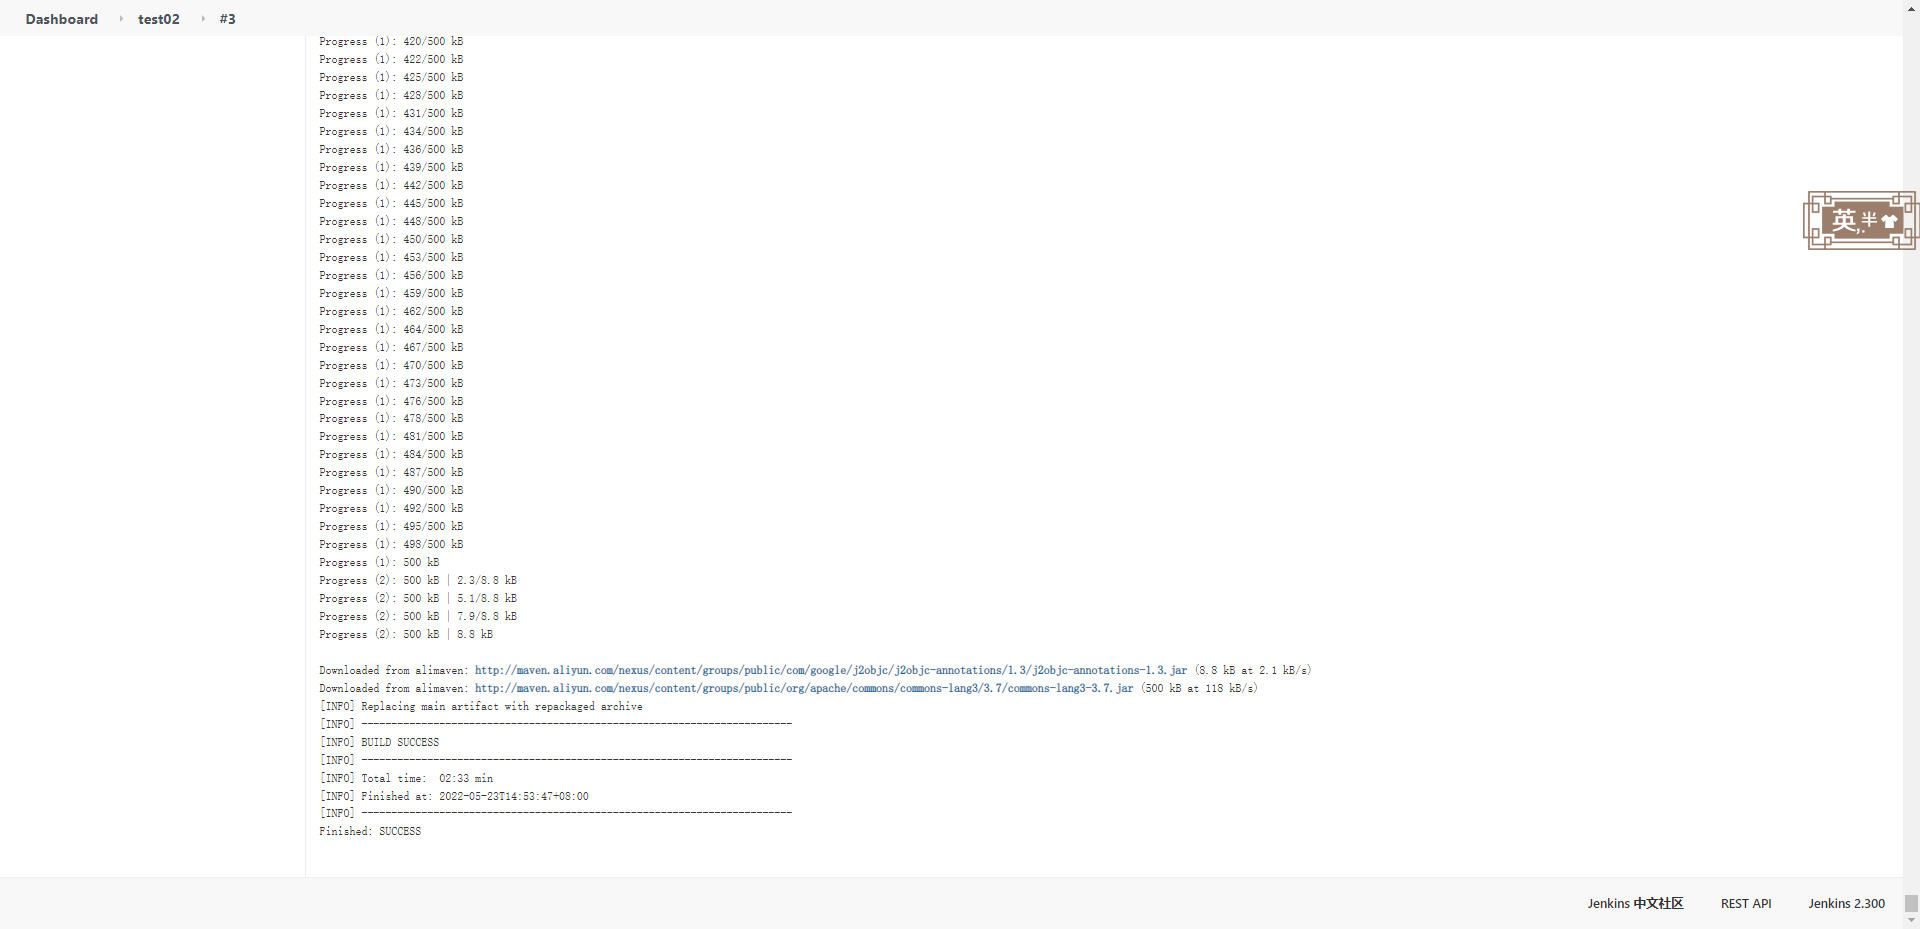 Dashboard test02 #3
Progress (1): 420/500 kB
Progress (1): 422/500 kB
Progress (1): 425/500 kB
Progress (1): 428/500 kB
Progress (1): 431/500 kB
Progress (1): 434/500 kB
Progress (1): 436/500 kB
Progress (1): 439/500 kB
Progress (1): 442/500 kB
Progress (1): 445/500 kB
Progress (1): 448/500 kB
Progress (1): 450/500 kB
Progress (1): 453/500 kB
Progress (1): 456/500 kB
Progress (1): 459/500 kB
Progress (1): 462/500 kB
Progress (1): 464/500 kB
Progress (1): 467/500 kB
Progress (1): 470/500 kB
Progress (1): 473/500 kB
Progress (1): 476/500 kB
Progress (1): 478/500 kB
Progress (1): 481/500 kB
Progress (1): 484/500 kB
Progress (1): 487/500 kB
Progress (1): 490/500 kB
Progress (1): 492/500 kB
Progress (1): 495/500 kB
Progress (1): 498/500 kB
Progress (1): 500 kB
Progress (2): 500 kB | 2.3/8.8 kB
Progress (2): 500 kB | 5.1/8.8 kB
Progress (2): 500 kB | 7.9/8.8 kB
Progress (2): 500 kB | 8.8 kB
Downloaded from alimaven: http://maven.aliyun.com/nexus/content/groups/public/com/google/j2objc/j2objc-annotations/1.3/j2objc-annotations-1.3.jar (8.8 kB at 2.1 kB/s)
Downloaded from alimaven: http://maven.aliyun.com/nexus/content/groups/public/org/apache/commons/commons-lang3/3.7/commons-lang3-3.7.jar (500 kB at 118 kB/s)
[INFO] Replacing main artifact with repackaged archive
[INFO] ------------------------------------------------------------------------
[INFO] BUILD SUCCESS
[INFO] ------------------------------------------------------------------------
[INFO] Total time:  02:33 min
[INFO] Finished at: 2022-05-23T14:53:47+08:00
[INFO] ------------------------------------------------------------------------
Finished: SUCCESS
英,.半
Jenkins 中文社区 REST API Jenkins 2.300